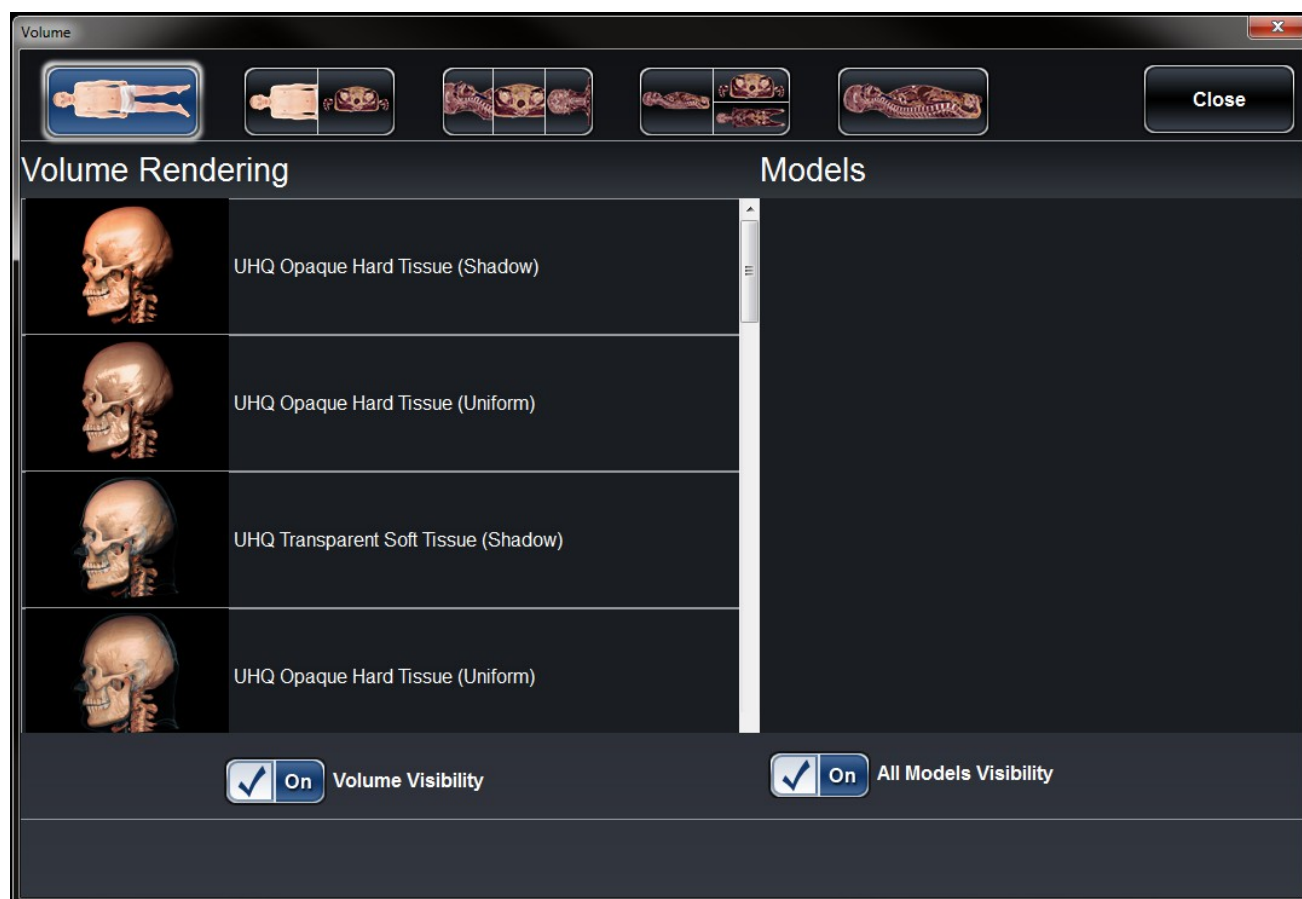 Volume
Close
Volume Rendering
Models
UHQ Opaque Hard Tissue (Shadow)
UHQ Opaque Hard Tissue (Uniform)
UHQ Transparent Soft Tissue (Shadow)
UHQ Opaque Hard Tissue (Uniform)
On Volume Visibility
On All Models Visibility